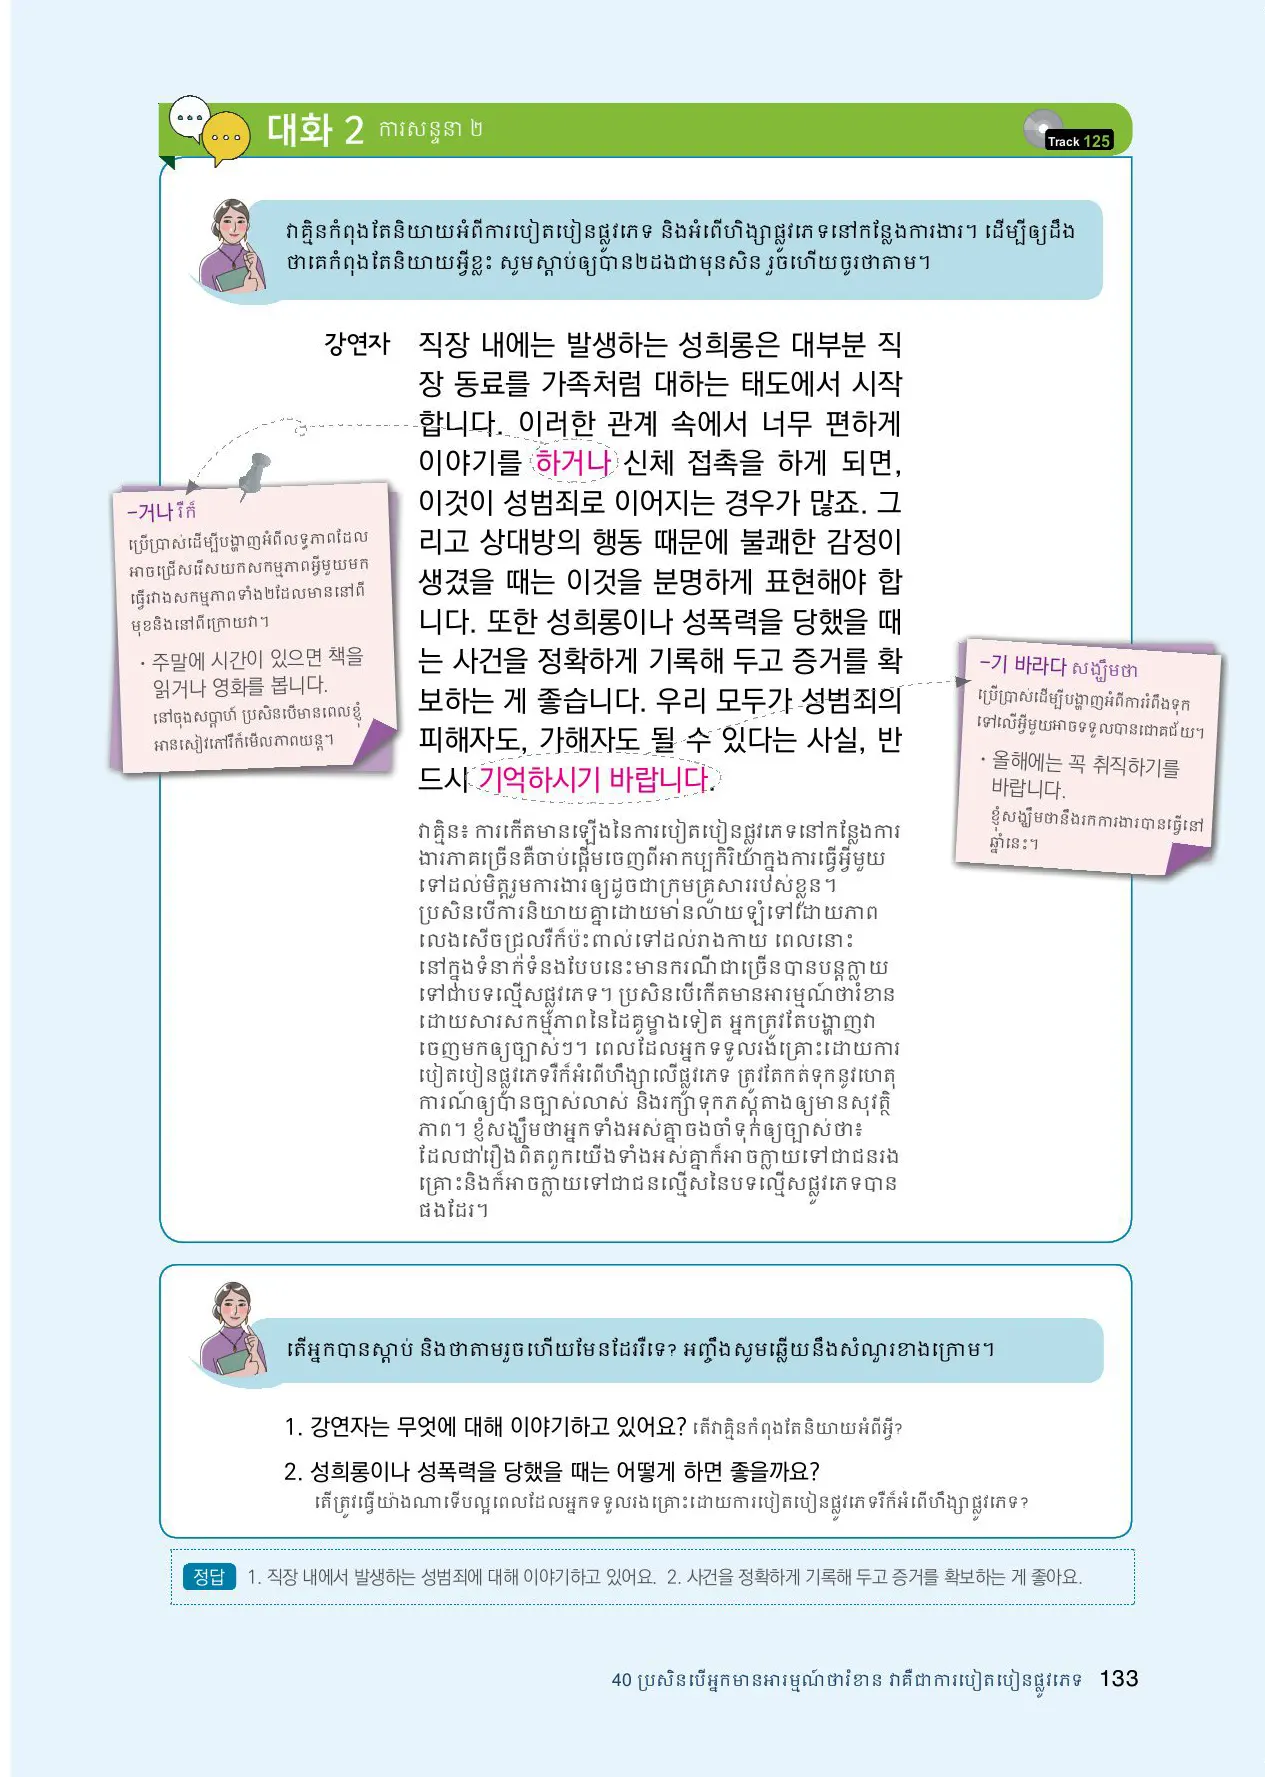 대화 2 ការសន្ទនា ២
Track 125
វាគ្មិនកំពុងតែនិយាយអំពីការបៀតបៀនផ្លូវភេទ និងអំពើហិង្សាផ្លូវភេទនៅកន្លែងការងារ។ ដើម្បីឲ្យដឹង
ថាគេកំពុងតែនិយាយអ្វីខ្លះ សូមស្តាប់ឲ្យបាន២ដងជាមុនសិន រួចហើយចូរថាតាម។
강연자 직장 내에는 발생하는 성희롱은 대부분 직
장 동료를 가족처럼 대하는 태도에서 시작
합니다. 이러한 관계 속에서 너무 편하게
이야기를 하거나 신체 접촉을 하게 되면,
이것이 성범죄로 이어지는 경우가 많죠. 그
리고 상대방의 행동 때문에 불쾌한 감정이
생겼을 때는 이것을 분명하게 표현해야 합
니다. 또한 성희롱이나 성폭력을 당했을 때
는 사건을 정확하게 기록해 두고 증거를 확
보하는 게 좋습니다. 우리 모두가 성범죄의
피해자도, 가해자도 될 수 있다는 사실, 반
드시 기억하시기 바랍니다.
-거나 រឺក៏
ប្រើប្រាស់ដើម្បីបង្ហាញអំពីលទ្ធភាពដែល
អាចជ្រើសរើសយកសកម្មភាពអ្វីមួយមក
ធ្វើរវាងសកម្មភាពទាំង២ដែលមាននៅពី
មុខនិងនៅពីក្រោយវា។
· 주말에 시간이 있으면 책을
읽거나 영화를 봅니다.
នៅចុងសប្តាហ៍ ប្រសិនបើមានពេលខ្ញុំ
អានសៀវភៅរឺក៏មើលភាពយន្ត។
-기 바라다 សង្ឃឹមថា
ប្រើប្រាស់ដើម្បីបង្ហាញអំពីការរំពឹងទុក
ទៅលើអ្វីមួយអាចទទួលបានជោគជ័យ។
· 올해에는 꼭 취직하기를
바랍니다.
ខ្ញុំសង្ឃឹមថានឹងរកការងារបានធ្វើនៅ
ឆ្នាំនេះ។
វាគ្មិន៖ ការកើតមានឡើងនៃការបៀតបៀនផ្លូវភេទនៅកន្លែងការ
ងារភាគច្រើនគឺចាប់ផ្តើមចេញពីអាកប្បកិរិយាក្នុងការធ្វើអ្វីមួយ
ទៅដល់មិត្តរួមការងារឲ្យដូចជាក្រុមគ្រួសាររបស់ខ្លួន។
ប្រសិនបើការនិយាយគ្នាដោយមានលាយឡំទៅដោយភាព
លេងសើចជ្រុលរឺក៏ប៉ះពាល់ទៅដល់រាងកាយ ពេលនោះ
នៅក្នុងទំនាក់ទំនងបែបនេះមានករណីជាច្រើនបានបន្តក្លាយ
ទៅជាបទល្មើសផ្លូវភេទ។ ប្រសិនបើកើតមានអារម្មណ៍ថារំខាន
ដោយសារសកម្មភាពនៃដៃគូម្ខាងទៀត អ្នកត្រូវតែបង្ហាញវា
ចេញមកឲ្យច្បាស់ៗ។ ពេលដែលអ្នកទទួលរងគ្រោះដោយការ
បៀតបៀនផ្លូវភេទរឺក៏អំពើហឹង្សាលើផ្លូវភេទ ត្រូវតែកត់ទុកនូវហេតុ
ការណ៍ឲ្យបានច្បាស់លាស់ និងរក្សាទុកភស្តុតាងឲ្យមានសុវត្ថិ
ភាព។ ខ្ញុំសង្ឃឹមថាអ្នកទាំងអស់គ្នាចងចាំទុកឲ្យច្បាស់ថា៖
ដែលជារឿងពិតពួកយើងទាំងអស់គ្នាក៏អាចក្លាយទៅជាជនរង
គ្រោះនិងក៏អាចក្លាយទៅជាជនល្មើសនៃបទល្មើសផ្លូវភេទបាន
ផងដែរ។
តើអ្នកបានស្តាប់ និងថាតាមរួចហើយមែនដែររឺទេ? អញ្ចឹងសូមឆ្លើយនឹងសំណួរខាងក្រោម។
1. 강연자는 무엇에 대해 이야기하고 있어요? តើវាគ្មិនកំពុងតែនិយាយអំពីអ្វី?
2. 성희롱이나 성폭력을 당했을 때는 어떻게 하면 좋을까요?
តើត្រូវធ្វើយ៉ាងណាទើបល្អពេលដែលអ្នកទទួលរងគ្រោះដោយការបៀតបៀនផ្លូវភេទរឺក៏អំពើហឹង្សាផ្លូវភេទ?
정답 1. 직장 내에서 발생하는 성범죄에 대해 이야기하고 있어요. 2. 사건을 정확하게 기록해 두고 증거를 확보하는 게 좋아요.
40 ប្រសិនបើអ្នកមានអារម្មណ៍ថារំខាន វាគឺជាការបៀតបៀនផ្លូវភេទ 133